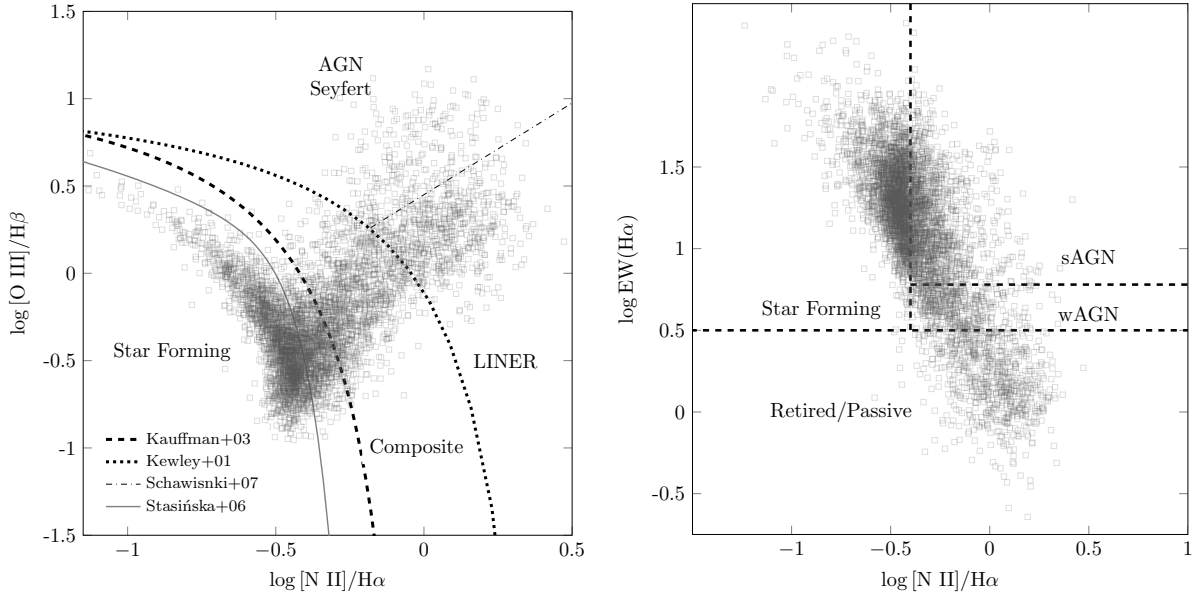 1.5
1
0.5
0
-0.5
-1
-1.5
log [O III]/Hβ
AGN
Seyfert
Star Forming
LINER
Composite
Kauffman+03
Kewley+01
Schawisnki+07
Stasińska+06
−1
−0.5
0
0.5
log [N II]/Hα
1.5
1
0.5
0
-0.5
log EW(Hα)
sAGN
wAGN
Star Forming
Retired/Passive
−1
−0.5
0
0.5
1
log [N II]/Hα